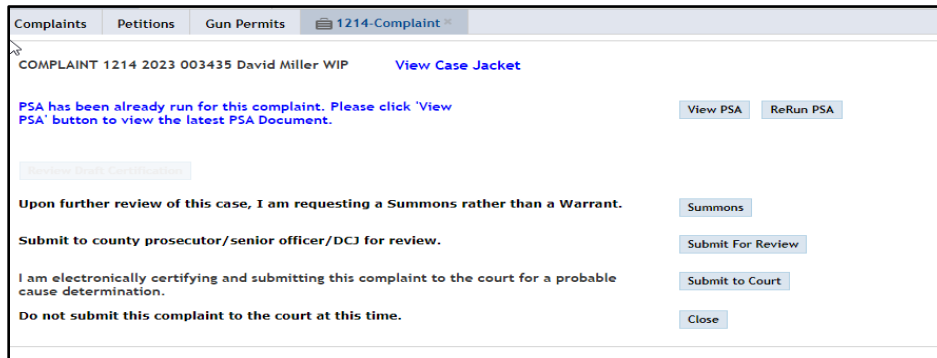 Complaints Petitions Gun Permits 1214-Complaint ×
COMPLAINT 1214 2023 003435 David Miller WIP View Case Jacket
PSA has been already run for this complaint. Please click 'View
PSA' button to view the latest PSA Document.
View PSA ReRun PSA
Review Draft Certification
Upon further review of this case, I am requesting a Summons rather than a Warrant.
Summons
Submit to county prosecutor/senior officer/DCJ for review.
Submit For Review
I am electronically certifying and submitting this complaint to the court for a probable
cause determination.
Submit to Court
Do not submit this complaint to the court at this time.
Close